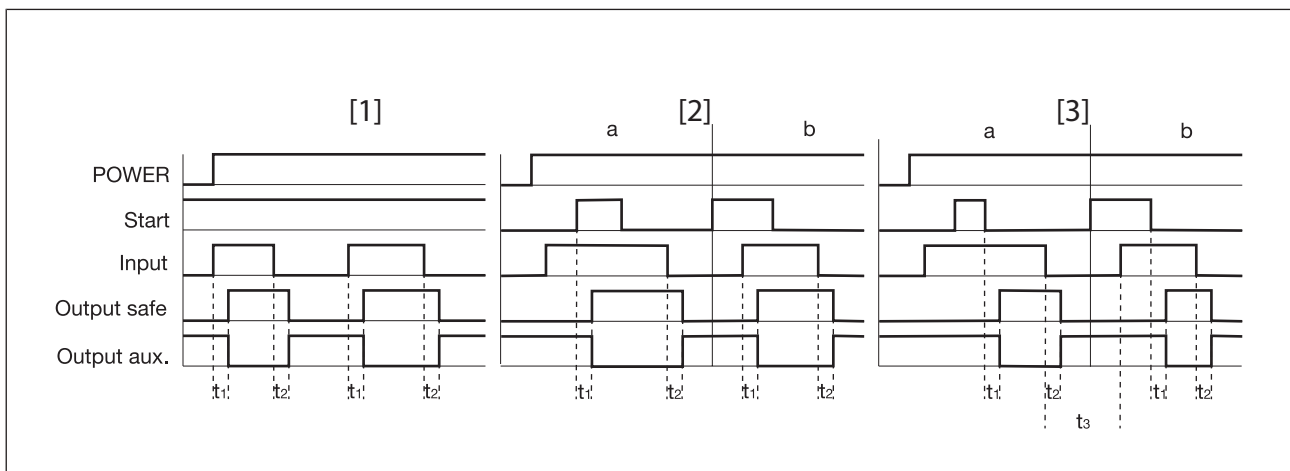 [1] [2] [3]
a b a b
POWER
Start
Input
Output safe
Output aux.
t1 t2 t1 t2 t1 t2 t1 t2 t1 t2 t1 t2
t3